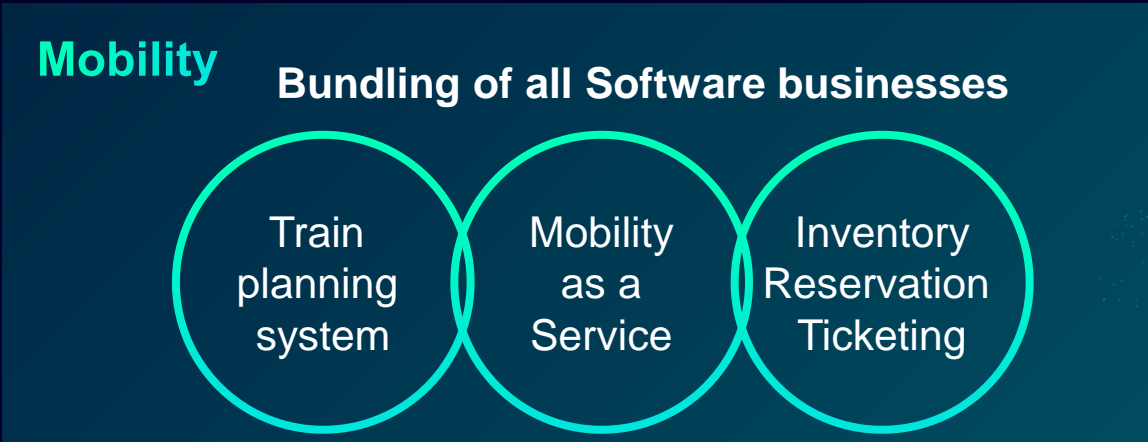 Mobility
Bundling of all Software businesses
Train
planning
system
Mobility
as a
Service
Inventory
Reservation
Ticketing